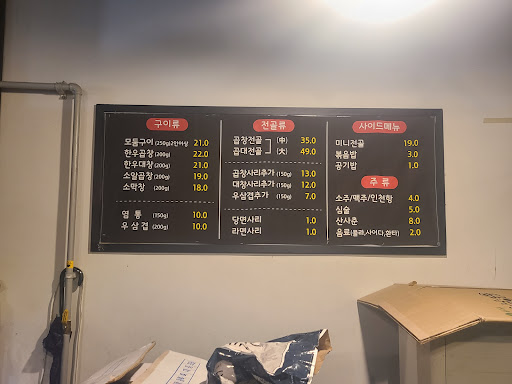 구이류
모둠구이 (250g)2인이상 21.0
한우곱창 (200g) 22.0
한우대창 (200g) 21.0
소알곱창 (200g) 19.0
소막창 (200g) 18.0
염통 (150g) 10.0
우삼겹 (200g) 10.0
전골류
곱창전골 (中) 35.0
곱대전골 (大) 49.0
곱창사리추가 (150g) 13.0
대창사리추가 (150g) 12.0
우삼겹추가 (150g) 7.0
당면사리 1.0
라면사리 1.0
사이드메뉴
미니전골 19.0
볶음밥 3.0
공기밥 1.0
주류
소주/맥주/인천항 4.0
심술 5.0
산사춘 8.0
음료(콜라,사이다,환타) 2.0